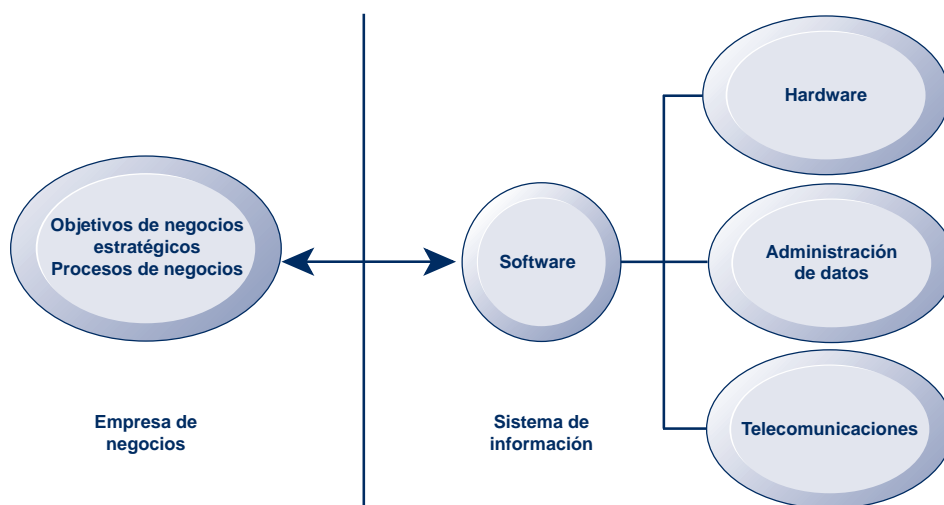 Objetivos de negocios
estratégicos
Procesos de negocios
Empresa de
negocios
Software
Sistema de
información
Hardware
Administración
de datos
Telecomunicaciones